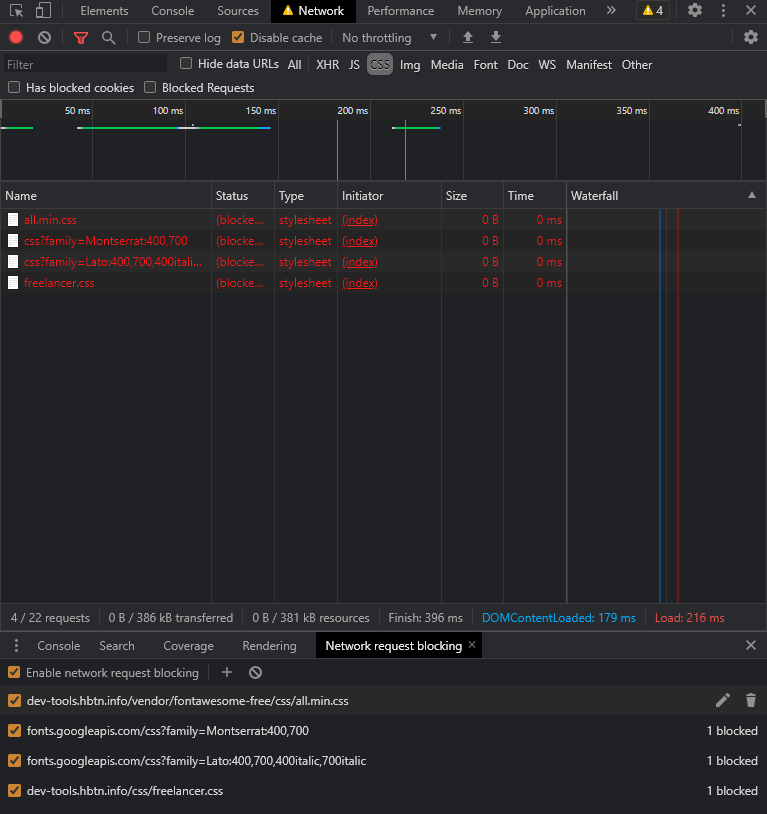 Elements Console Sources Network Performance Memory Application » 4
Preserve log Disable cache No throttling
Filter Hide data URLs All XHR JS CSS Img Media Font Doc WS Manifest Other
Has blocked cookies Blocked Requests
50 ms 100 ms 150 ms 200 ms 250 ms 300 ms 350 ms 400 ms
Name Status Type Initiator Size Time Waterfall
all.min.css (blocke... stylesheet (index) 0 B 0 ms
css?family=Montserrat:400,700 (blocke... stylesheet (index) 0 B 0 ms
css?family=Lato:400,700,400itali... (blocke... stylesheet (index) 0 B 0 ms
freelancer.css (blocke... stylesheet (index) 0 B 0 ms
4 / 22 requests 0 B / 386 kB transferred 0 B / 381 kB resources Finish: 396 ms DOMContentLoaded: 179 ms Load: 216 ms
Console Search Coverage Rendering Network request blocking ×
Enable network request blocking
dev-tools.hbtn.info/vendor/fontawesome-free/css/all.min.css
fonts.googleapis.com/css?family=Montserrat:400,700 1 blocked
fonts.googleapis.com/css?family=Lato:400,700,400italic,700italic 1 blocked
dev-tools.hbtn.info/css/freelancer.css 1 blocked